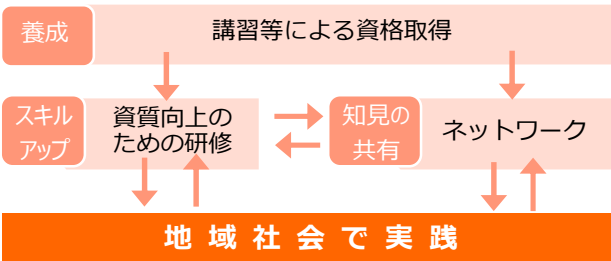 養成
講習等による資格取得
スキル
アップ
資質向上の
ための研修
知見の
共有
ネットワーク
地域社会で実践